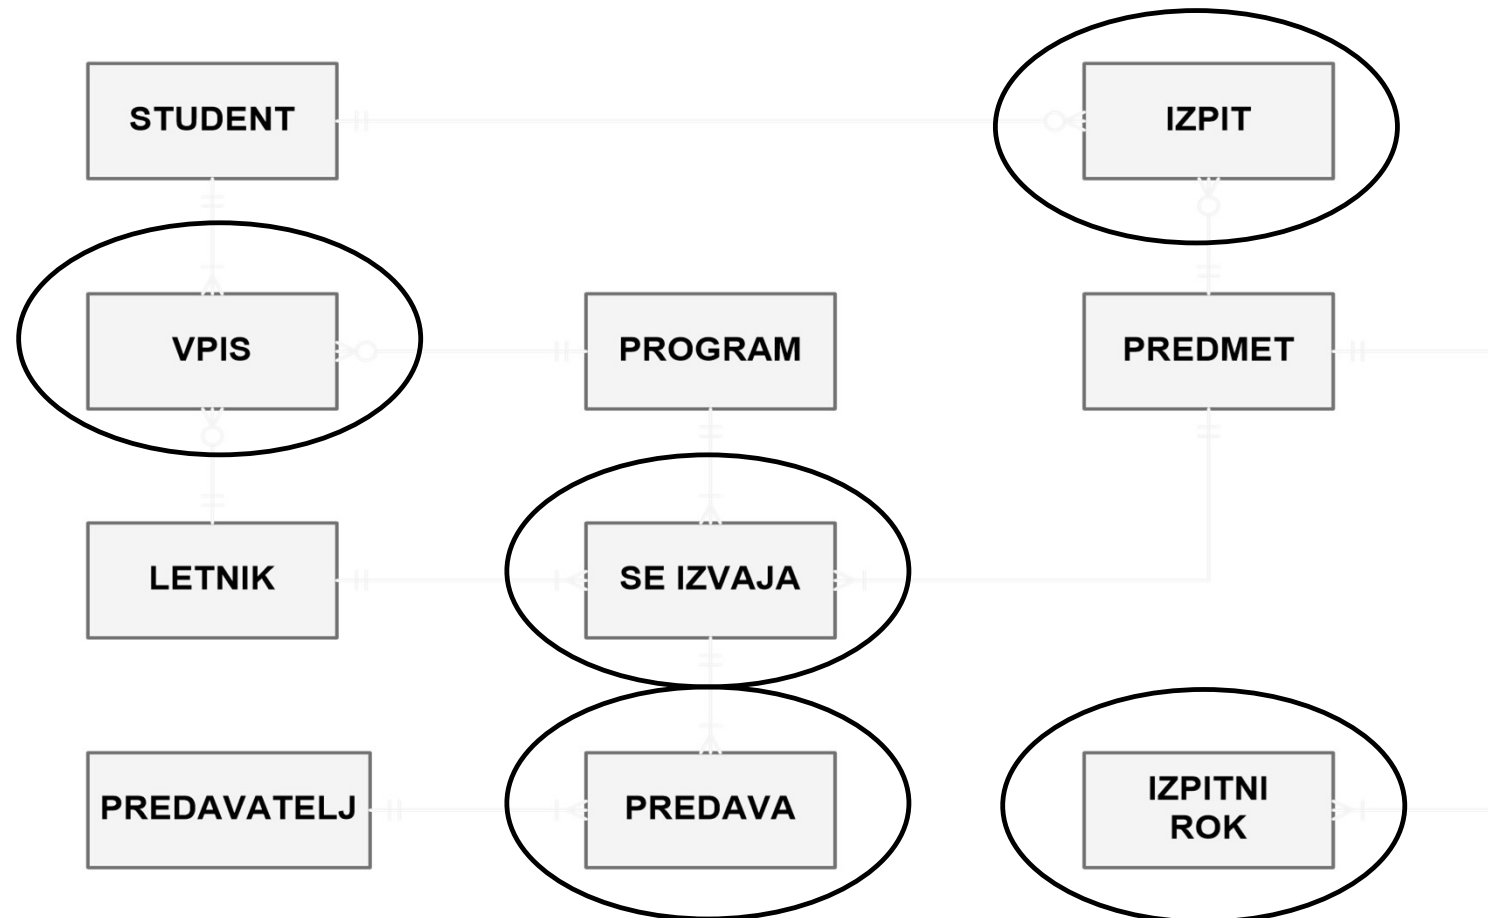 STUDENT
IZPIT
VPIS
PROGRAM
PREDMET
LETNIK
SE IZVAJA
PREDAVATELJ
PREDAVA
IZPITNI
ROK